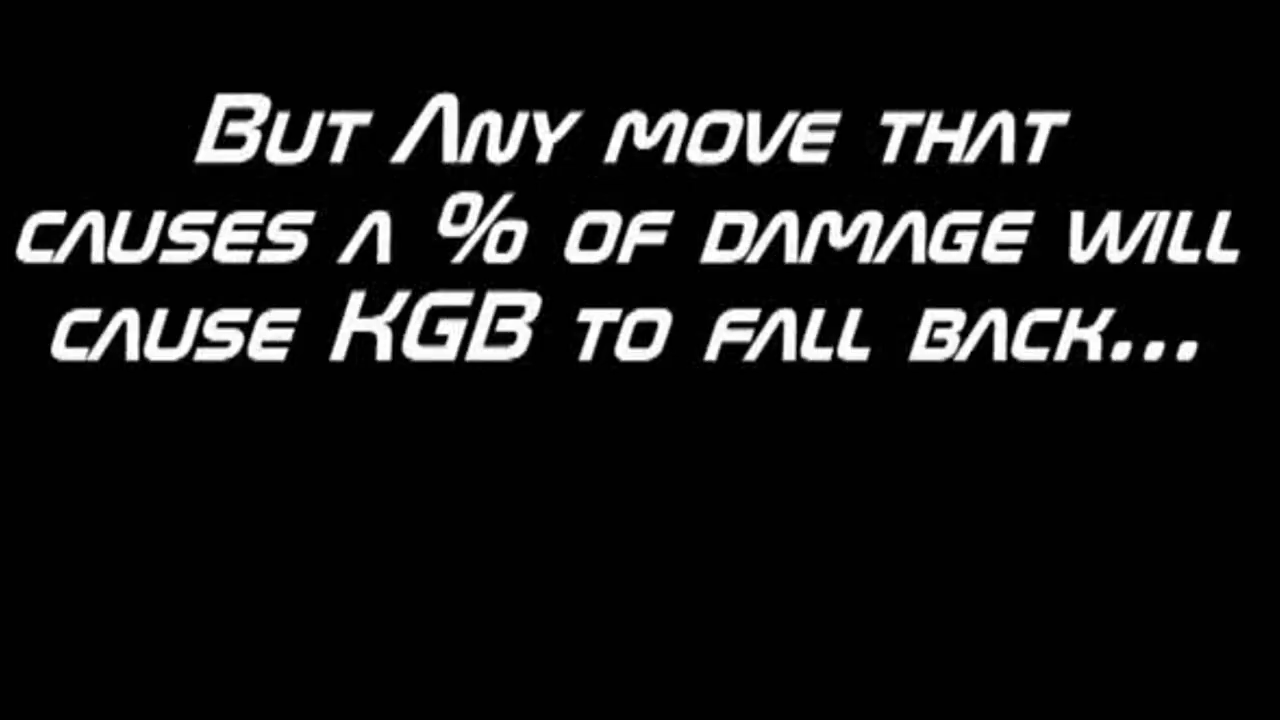 But Any move that
causes a % of damage will
cause KGB to fall back...